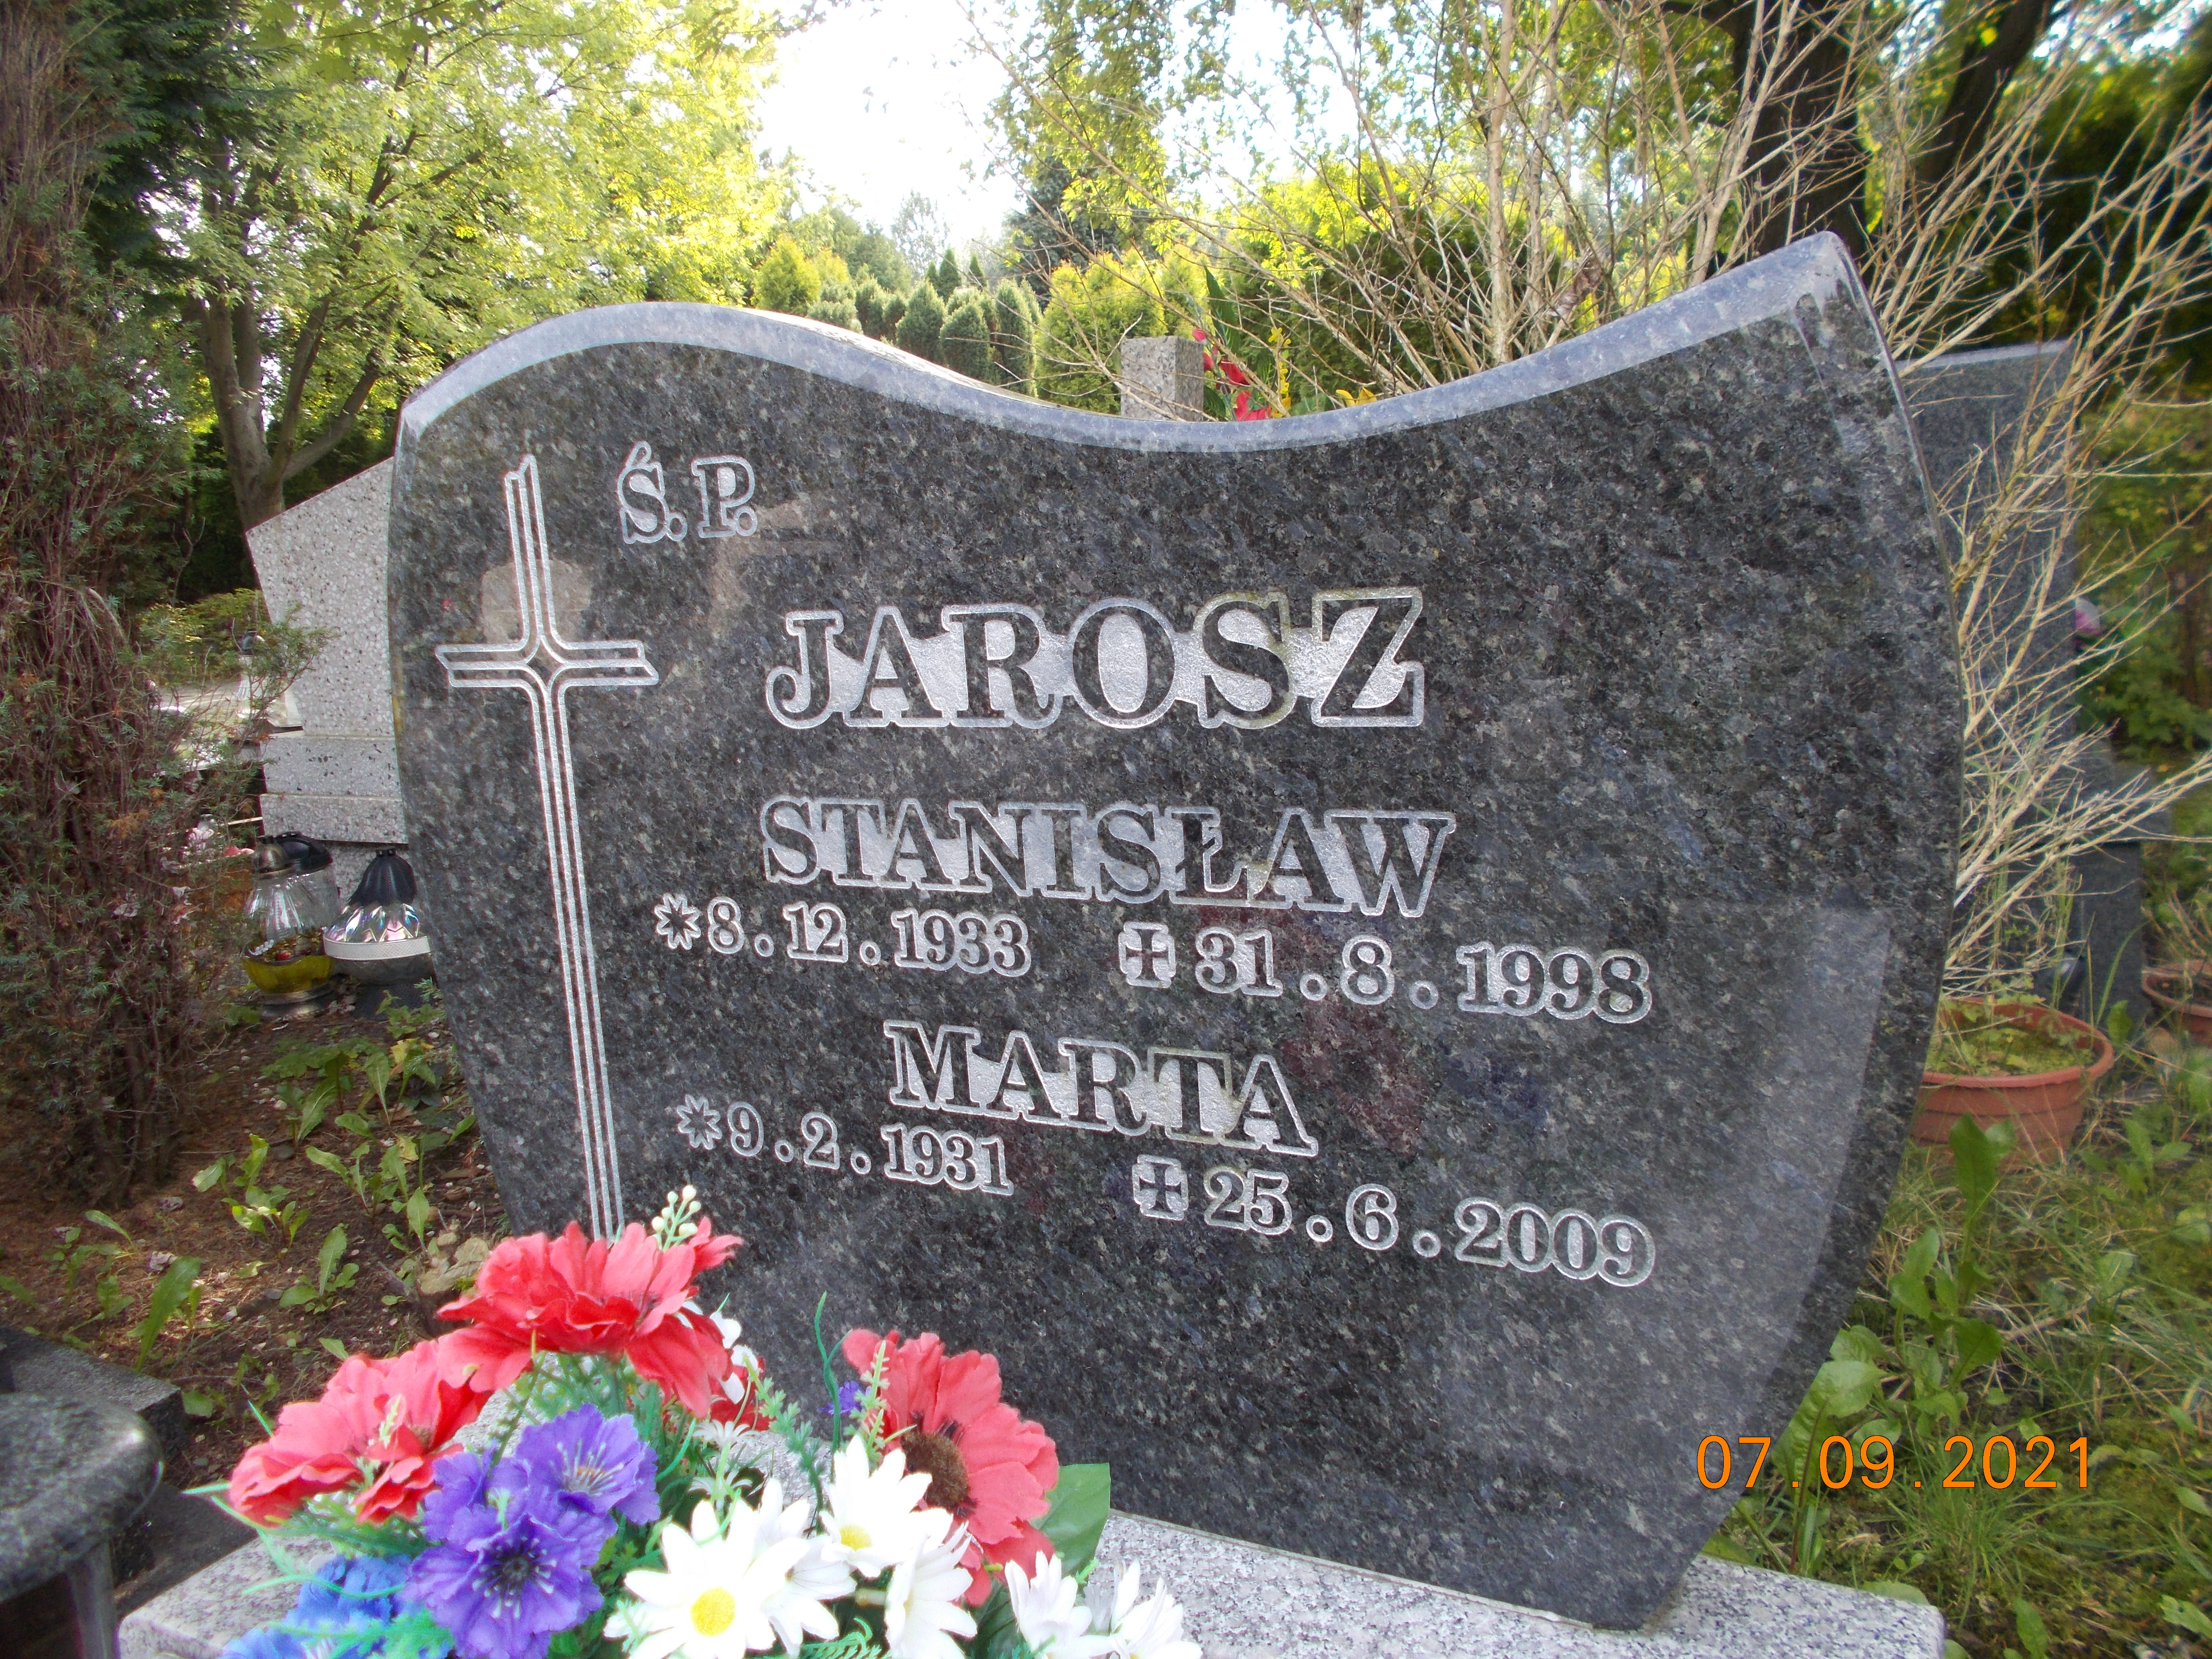 Ś.P.
JAROSZ
STANISŁAW
*8.12.1933 ✝31.8.1998
MARTA
*9.2.1931 ✝25.6.2009
07.09.2021